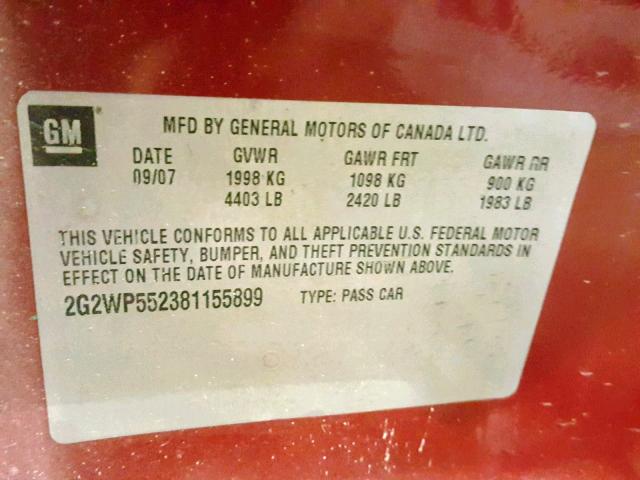 GM
MFD BY GENERAL MOTORS OF CANADA LTD.
DATE GVWR GAWR FRT GAWR RR
09/07 1998 KG 1098 KG 900 KG
4403 LB 2420 LB 1983 LB
THIS VEHICLE CONFORMS TO ALL APPLICABLE U.S. FEDERAL MOTOR
VEHICLE SAFETY, BUMPER, AND THEFT PREVENTION STANDARDS IN
EFFECT ON THE DATE OF MANUFACTURE SHOWN ABOVE.
2G2WP552381155899 TYPE: PASS CAR